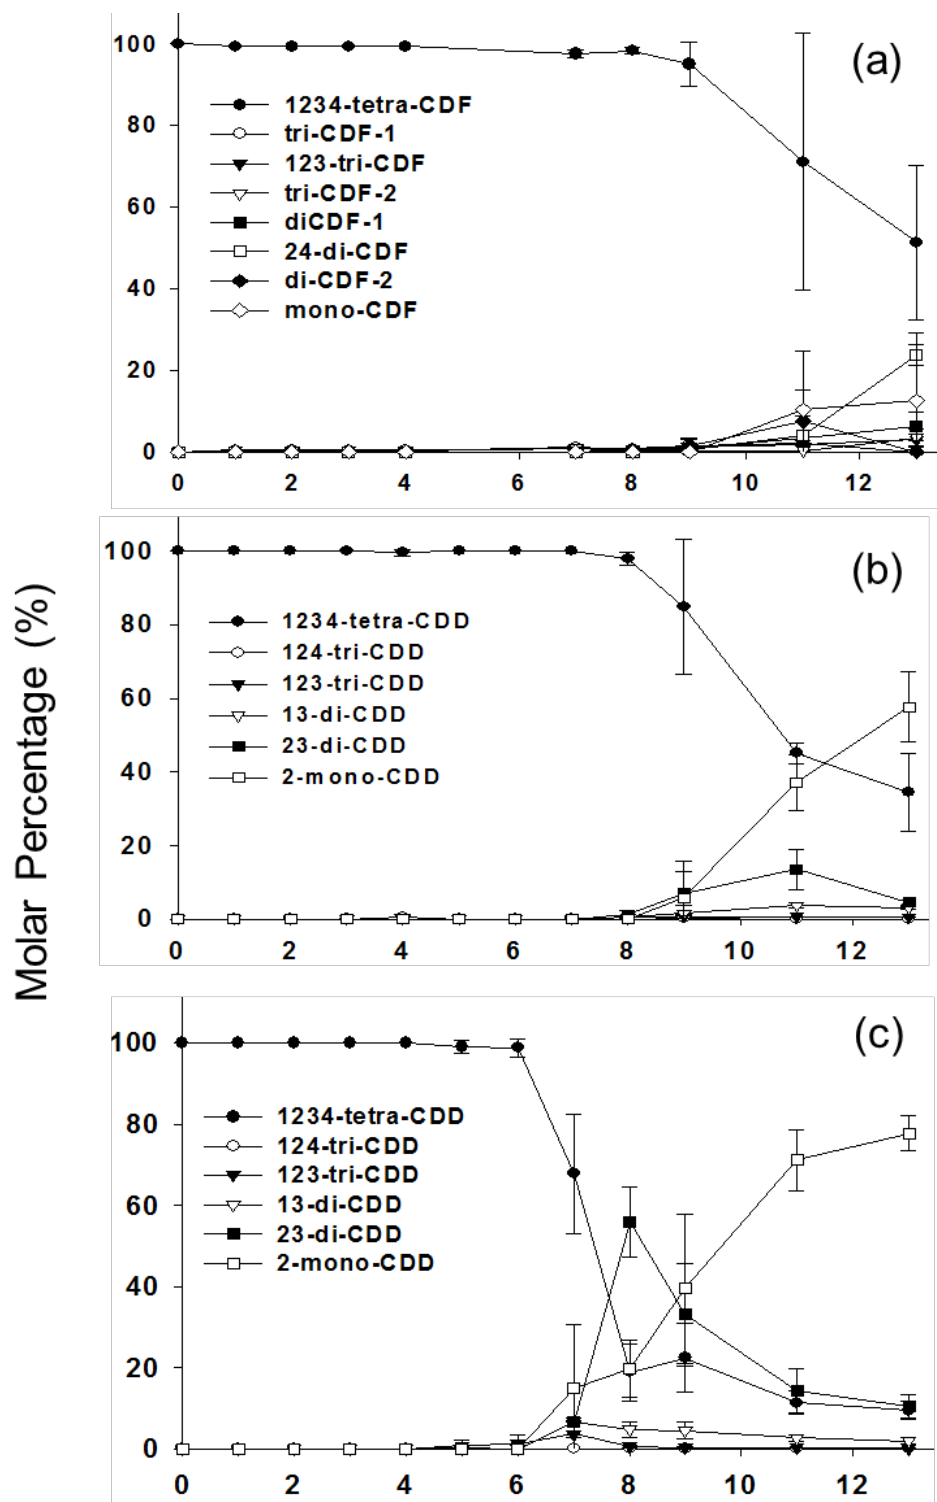 Molar Percentage (%)
(a)
100
80
60
40
20
0
1234-tetra-CDF
tri-CDF-1
123-tri-CDF
tri-CDF-2
diCDF-1
24-di-CDF
di-CDF-2
mono-CDF
0 2 4 6 8 10 12
(b)
100
80
60
40
20
0
1234-tetra-CDD
124-tri-CDD
123-tri-CDD
13-di-CDD
23-di-CDD
2-mono-CDD
0 2 4 6 8 10 12
(c)
100
80
60
40
20
0
1234-tetra-CDD
124-tri-CDD
123-tri-CDD
13-di-CDD
23-di-CDD
2-mono-CDD
0 2 4 6 8 10 12